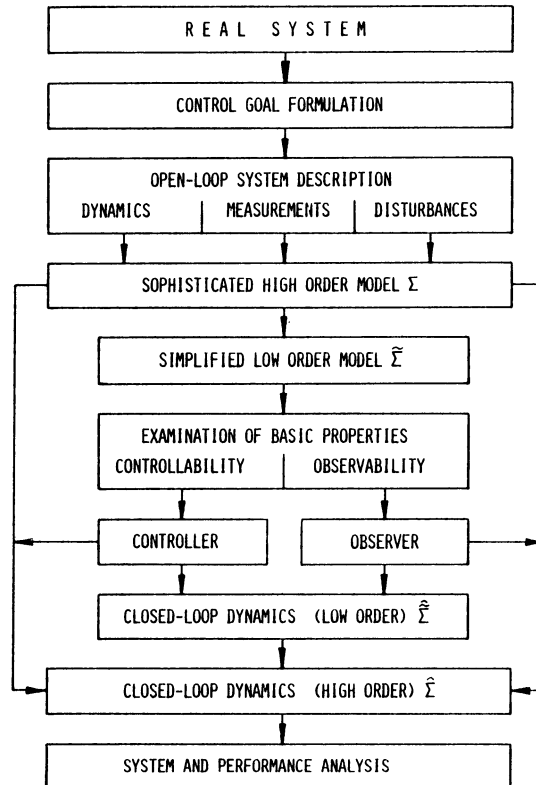 REAL SYSTEM
CONTROL GOAL FORMULATION
OPEN-LOOP SYSTEM DESCRIPTION
DYNAMICS MEASUREMENTS DISTURBANCES
SOPHISTICATED HIGH ORDER MODEL Σ
SIMPLIFIED LOW ORDER MODEL Σ̃
EXAMINATION OF BASIC PROPERTIES
CONTROLLABILITY OBSERVABILITY
CONTROLLER OBSERVER
CLOSED-LOOP DYNAMICS (LOW ORDER) Σ̃̂
CLOSED-LOOP DYNAMICS (HIGH ORDER) Σ̂
SYSTEM AND PERFORMANCE ANALYSIS